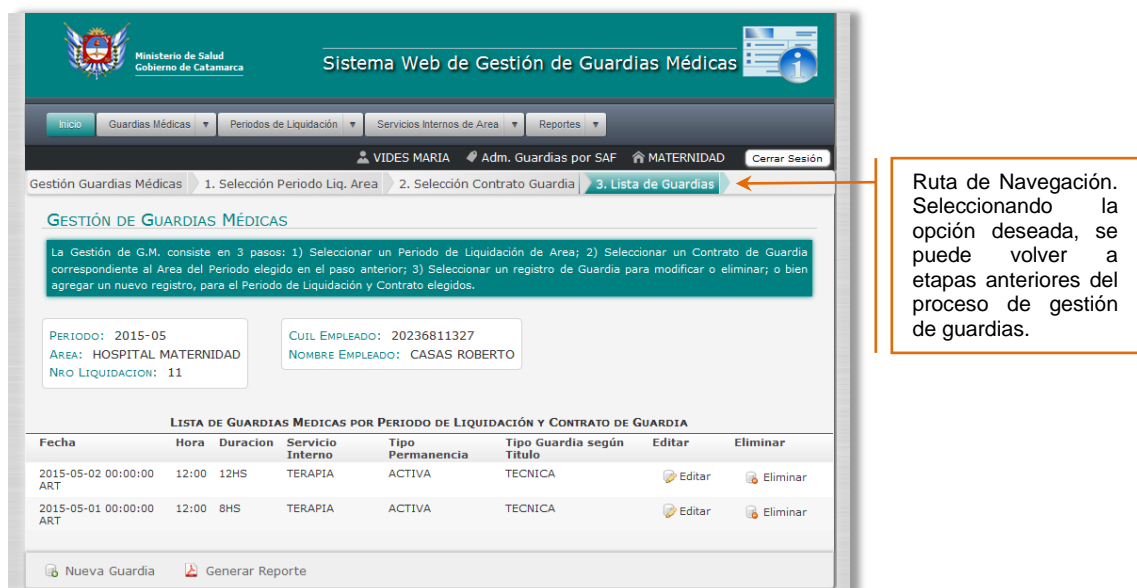 Ministerio de Salud
Gobierno de Catamarca
Sistema Web de Gestión de Guardias Médicas
Inicio Guardias Médicas Periodos de Liquidación Servicios Internos de Area Reportes
VIDES MARIA Adm. Guardias por SAF MATERNIDAD Cerrar Sesión
Gestión Guardias Médicas 1. Selección Periodo Liq. Area 2. Selección Contrato Guardia 3. Lista de Guardias
GESTIÓN DE GUARDIAS MÉDICAS
La Gestión de G.M. consiste en 3 pasos: 1) Seleccionar un Periodo de Liquidación de Area; 2) Seleccionar un Contrato de Guardia
correspondiente al Area del Periodo elegido en el paso anterior; 3) Seleccionar un registro de Guardia para modificar o eliminar; o bien
agregar un nuevo registro, para el Periodo de Liquidación y Contrato elegidos.
PERIODO: 2015-05
AREA: HOSPITAL MATERNIDAD
NRO LIQUIDACION: 11
CUIL EMPLEADO: 20236811327
NOMBRE EMPLEADO: CASAS ROBERTO
LISTA DE GUARDIAS MEDICAS POR PERIODO DE LIQUIDACIÓN Y CONTRATO DE GUARDIA
Fecha Hora Duracion Servicio Interno Tipo Permanencia Tipo Guardia según Titulo Editar Eliminar
2015-05-02 00:00:00 ART 12:00 12HS TERAPIA ACTIVA TECNICA Editar Eliminar
2015-05-01 00:00:00 ART 12:00 8HS TERAPIA ACTIVA TECNICA Editar Eliminar
Nueva Guardia Generar Reporte
Ruta de Navegación.
Seleccionando la
opción deseada, se
puede volver a
etapas anteriores del
proceso de gestión
de guardias.